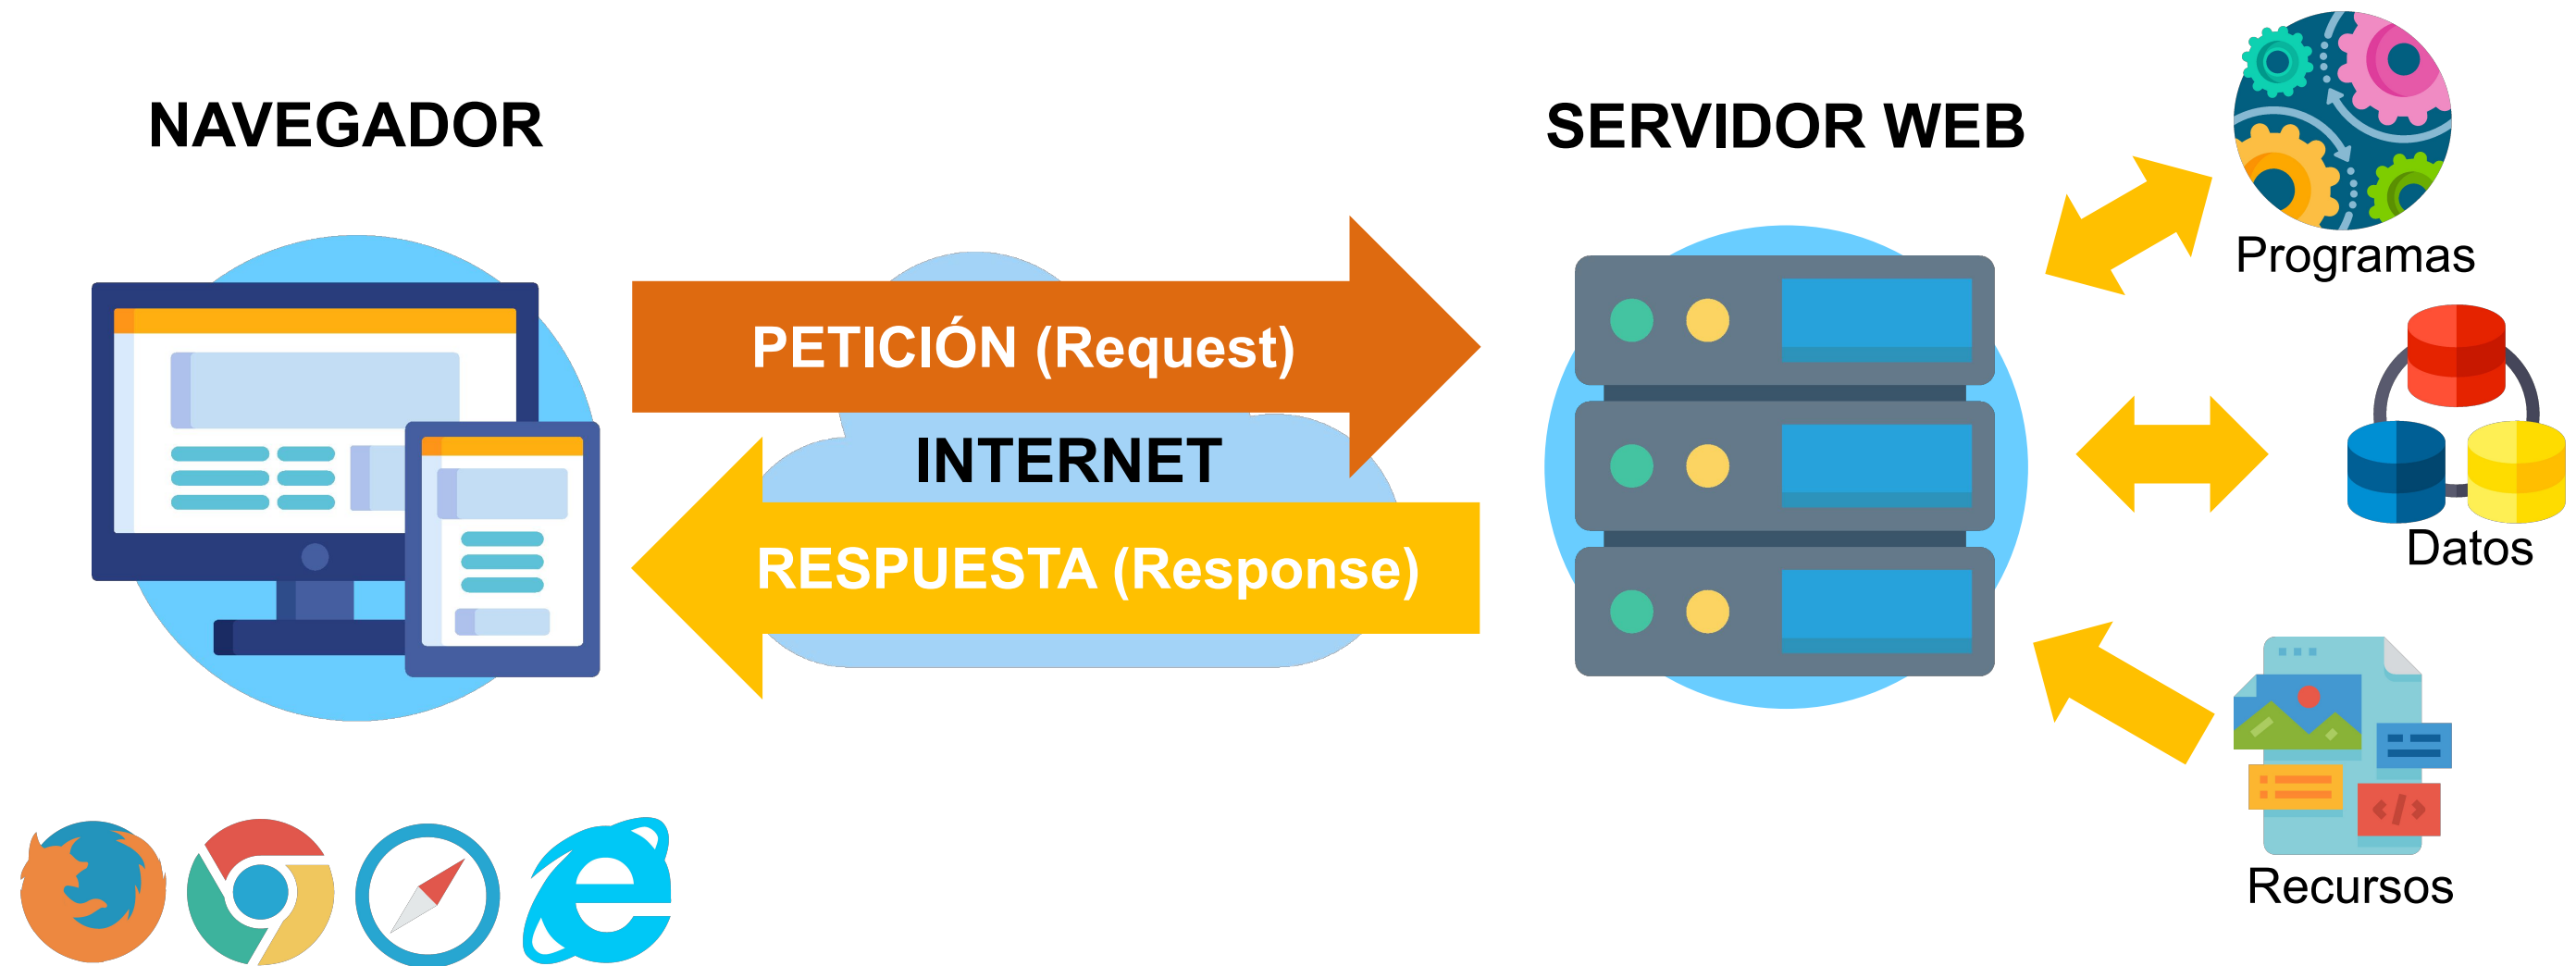 NAVEGADOR
SERVIDOR WEB
Programas
PETICIÓN (Request)
INTERNET
RESPUESTA (Response)
Datos
Recursos